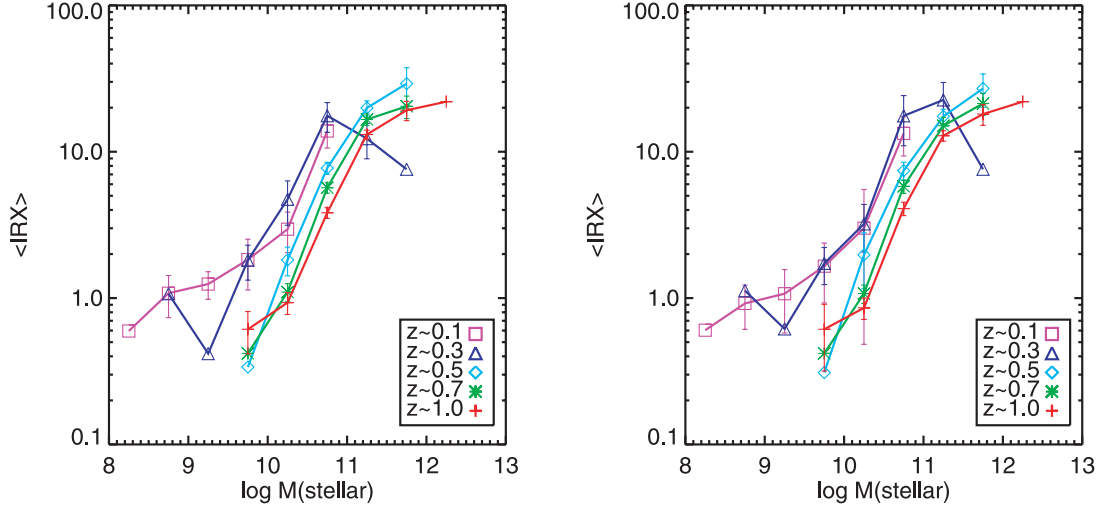 100.0
10.0
1.0
0.1
<IRX>
8 9 10 11 12 13
log M(stellar)
z~0.1
z~0.3
z~0.5
z~0.7
z~1.0
100.0
10.0
1.0
0.1
<IRX>
8 9 10 11 12 13
log M(stellar)
z~0.1
z~0.3
z~0.5
z~0.7
z~1.0